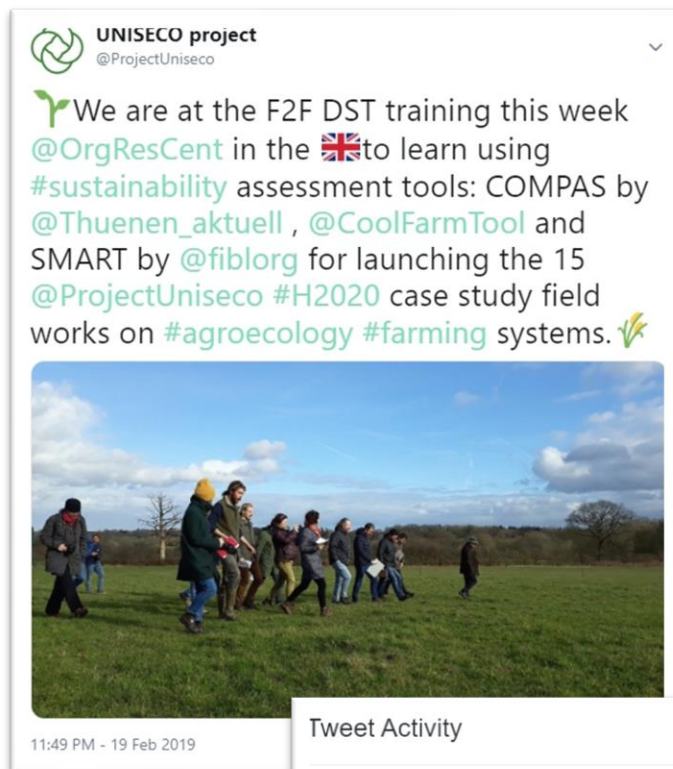 UNISECO project
@ProjectUniseco
We are at the F2F DST training this week
@OrgResCent in the to learn using
#sustainability assessment tools: COMPAS by
@Thuenen_aktuell , @CoolFarmTool and
SMART by @fiblorg for launching the 15
@ProjectUniseco #H2020 case study field
works on #agroecology #farming systems.
11:49 PM - 19 Feb 2019
Tweet Activity